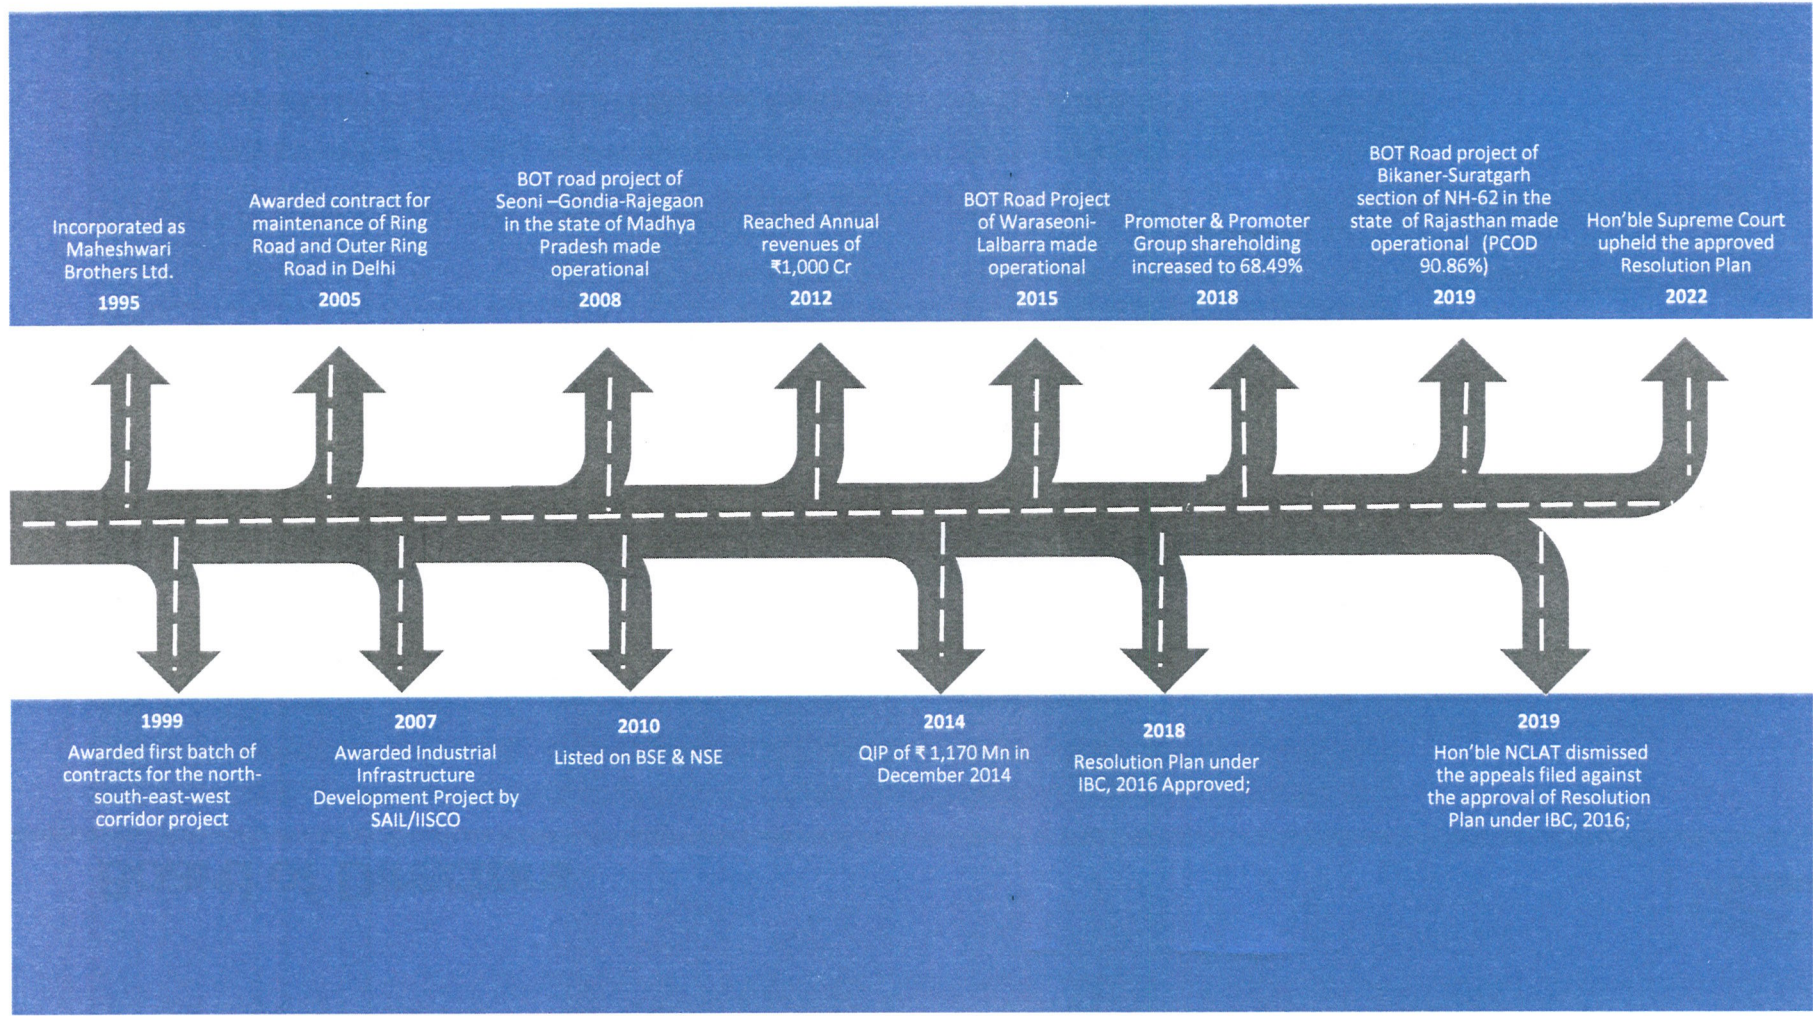 Incorporated as
Maheshwari
Brothers Ltd.
1995
Awarded contract for
maintenance of Ring
Road and Outer Ring
Road in Delhi
2005
BOT road project of
Seoni –Gondia-Rajegaon
in the state of Madhya
Pradesh made
operational
2008
Reached Annual
revenues of
₹1,000 Cr
2012
BOT Road Project
of Waraseoni-
Lalbarra made
operational
2015
Promoter & Promoter
Group shareholding
increased to 68.49%
2018
BOT Road project of
Bikaner-Suratgarh
section of NH-62 in the
state of Rajasthan made
operational (PCOD
90.86%)
2019
Hon’ble Supreme Court
upheld the approved
Resolution Plan
2022
1999
Awarded first batch of
contracts for the north-
south-east-west
corridor project
2007
Awarded Industrial
Infrastructure
Development Project by
SAIL/IISCO
2010
Listed on BSE & NSE
2014
QIP of ₹ 1,170 Mn in
December 2014
2018
Resolution Plan under
IBC, 2016 Approved;
2019
Hon’ble NCLAT dismissed
the appeals filed against
the approval of Resolution
Plan under IBC, 2016;